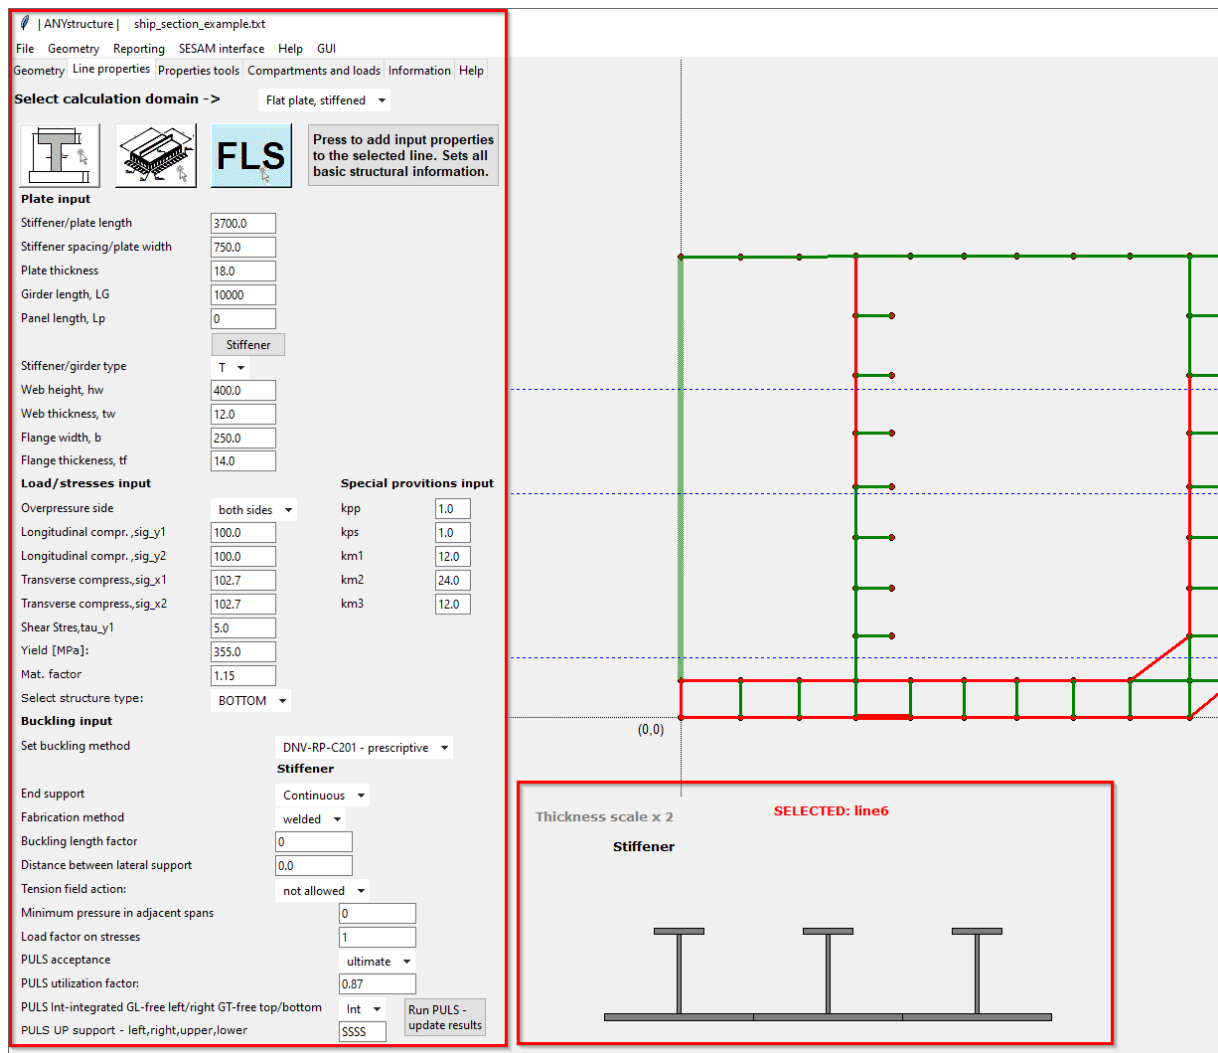 | ANYstructure |    ship_section_example.txt
File Geometry Reporting SESAM interface Help GUI
Geometry Line properties Properties tools Compartments and loads Information Help
Select calculation domain -> Flat plate, stiffened
FLS
Press to add input properties
to the selected line. Sets all
basic structural information.
Plate input
Stiffener/plate length 3700.0
Stiffener spacing/plate width 750.0
Plate thickness 18.0
Girder length, LG 10000
Panel length, Lp 0
Stiffener
Stiffener/girder type T
Web height, hw 400.0
Web thickness, tw 12.0
Flange width, b 250.0
Flange thickeness, tf 14.0
Load/stresses input Special provitions input
Overpressure side both sides kpp 1.0
Longitudinal compr. ,sig_y1 100.0 kps 1.0
Longitudinal compr. ,sig_y2 100.0 km1 12.0
Transverse compress.,sig_x1 102.7 km2 24.0
Transverse compress.,sig_x2 102.7 km3 12.0
Shear Stres,tau_y1 5.0
Yield [MPa]: 355.0
Mat. factor 1.15
Select structure type: BOTTOM
Buckling input
Set buckling method DNV-RP-C201 - prescriptive
Stiffener
End support Continuous
Fabrication method welded
Buckling length factor 0
Distance between lateral support 0.0
Tension field action: not allowed
Minimum pressure in adjacent spans 0
Load factor on stresses 1
PULS acceptance ultimate
PULS utilization factor: 0.87
PULS Int-integrated GL-free left/right GT-free top/bottom Int
PULS UP support - left,right,upper,lower SSSS
Run PULS -
update results
(0,0)
Thickness scale x 2 SELECTED: line6
Stiffener